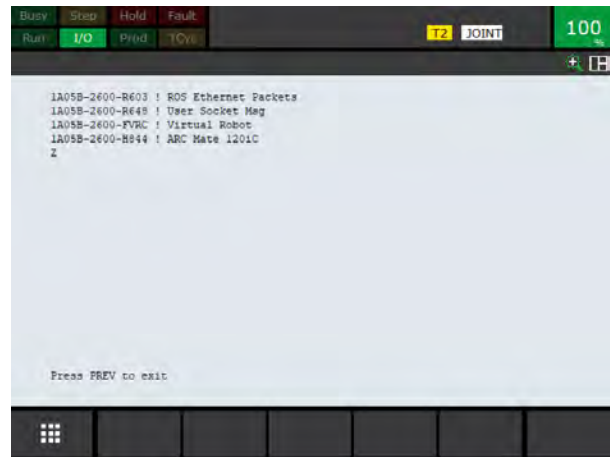 Busy Step Hold Fault
Run I/O Prod TCyc
T2 JOINT
100
%
1A05B-2600-R603 ! ROS Ethernet Packets
1A05B-2600-R648 ! User Socket Msg
1A05B-2600-FVRC ! Virtual Robot
1A05B-2600-H844 ! ARC Mate 120iC
Z
Press PREV to exit